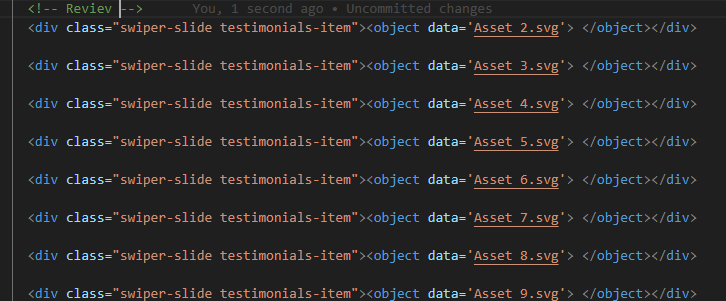 <!-- Reviev --> You, 1 second ago • Uncommitted changes
<div class="swiper-slide testimonials-item"><object data='Asset 2.svg'> </object></div>
<div class="swiper-slide testimonials-item"><object data='Asset 3.svg'> </object></div>
<div class="swiper-slide testimonials-item"><object data='Asset 4.svg'> </object></div>
<div class="swiper-slide testimonials-item"><object data='Asset 5.svg'> </object></div>
<div class="swiper-slide testimonials-item"><object data='Asset 6.svg'> </object></div>
<div class="swiper-slide testimonials-item"><object data='Asset 7.svg'> </object></div>
<div class="swiper-slide testimonials-item"><object data='Asset 8.svg'> </object></div>
<div class="swiper-slide testimonials-item"><object data='Asset 9.svg'> </object></div>